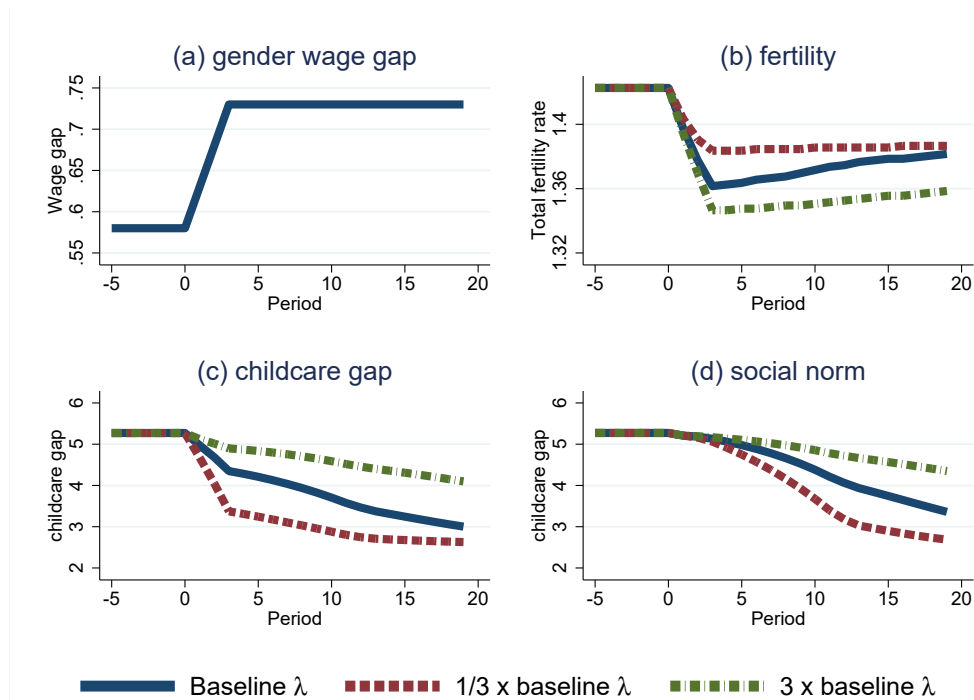 (a) gender wage gap
Wage gap
.75
.7
.65
.6
.55
-5 0 5 10 15 20
Period
(b) fertility
Total fertility rate
1.4
1.36
1.32
-5 0 5 10 15 20
Period
(c) childcare gap
childcare gap
6
5
4
3
2
-5 0 5 10 15 20
Period
(d) social norm
childcare gap
6
5
4
3
2
-5 0 5 10 15 20
Period
Baseline λ 1/3 x baseline λ 3 x baseline λ